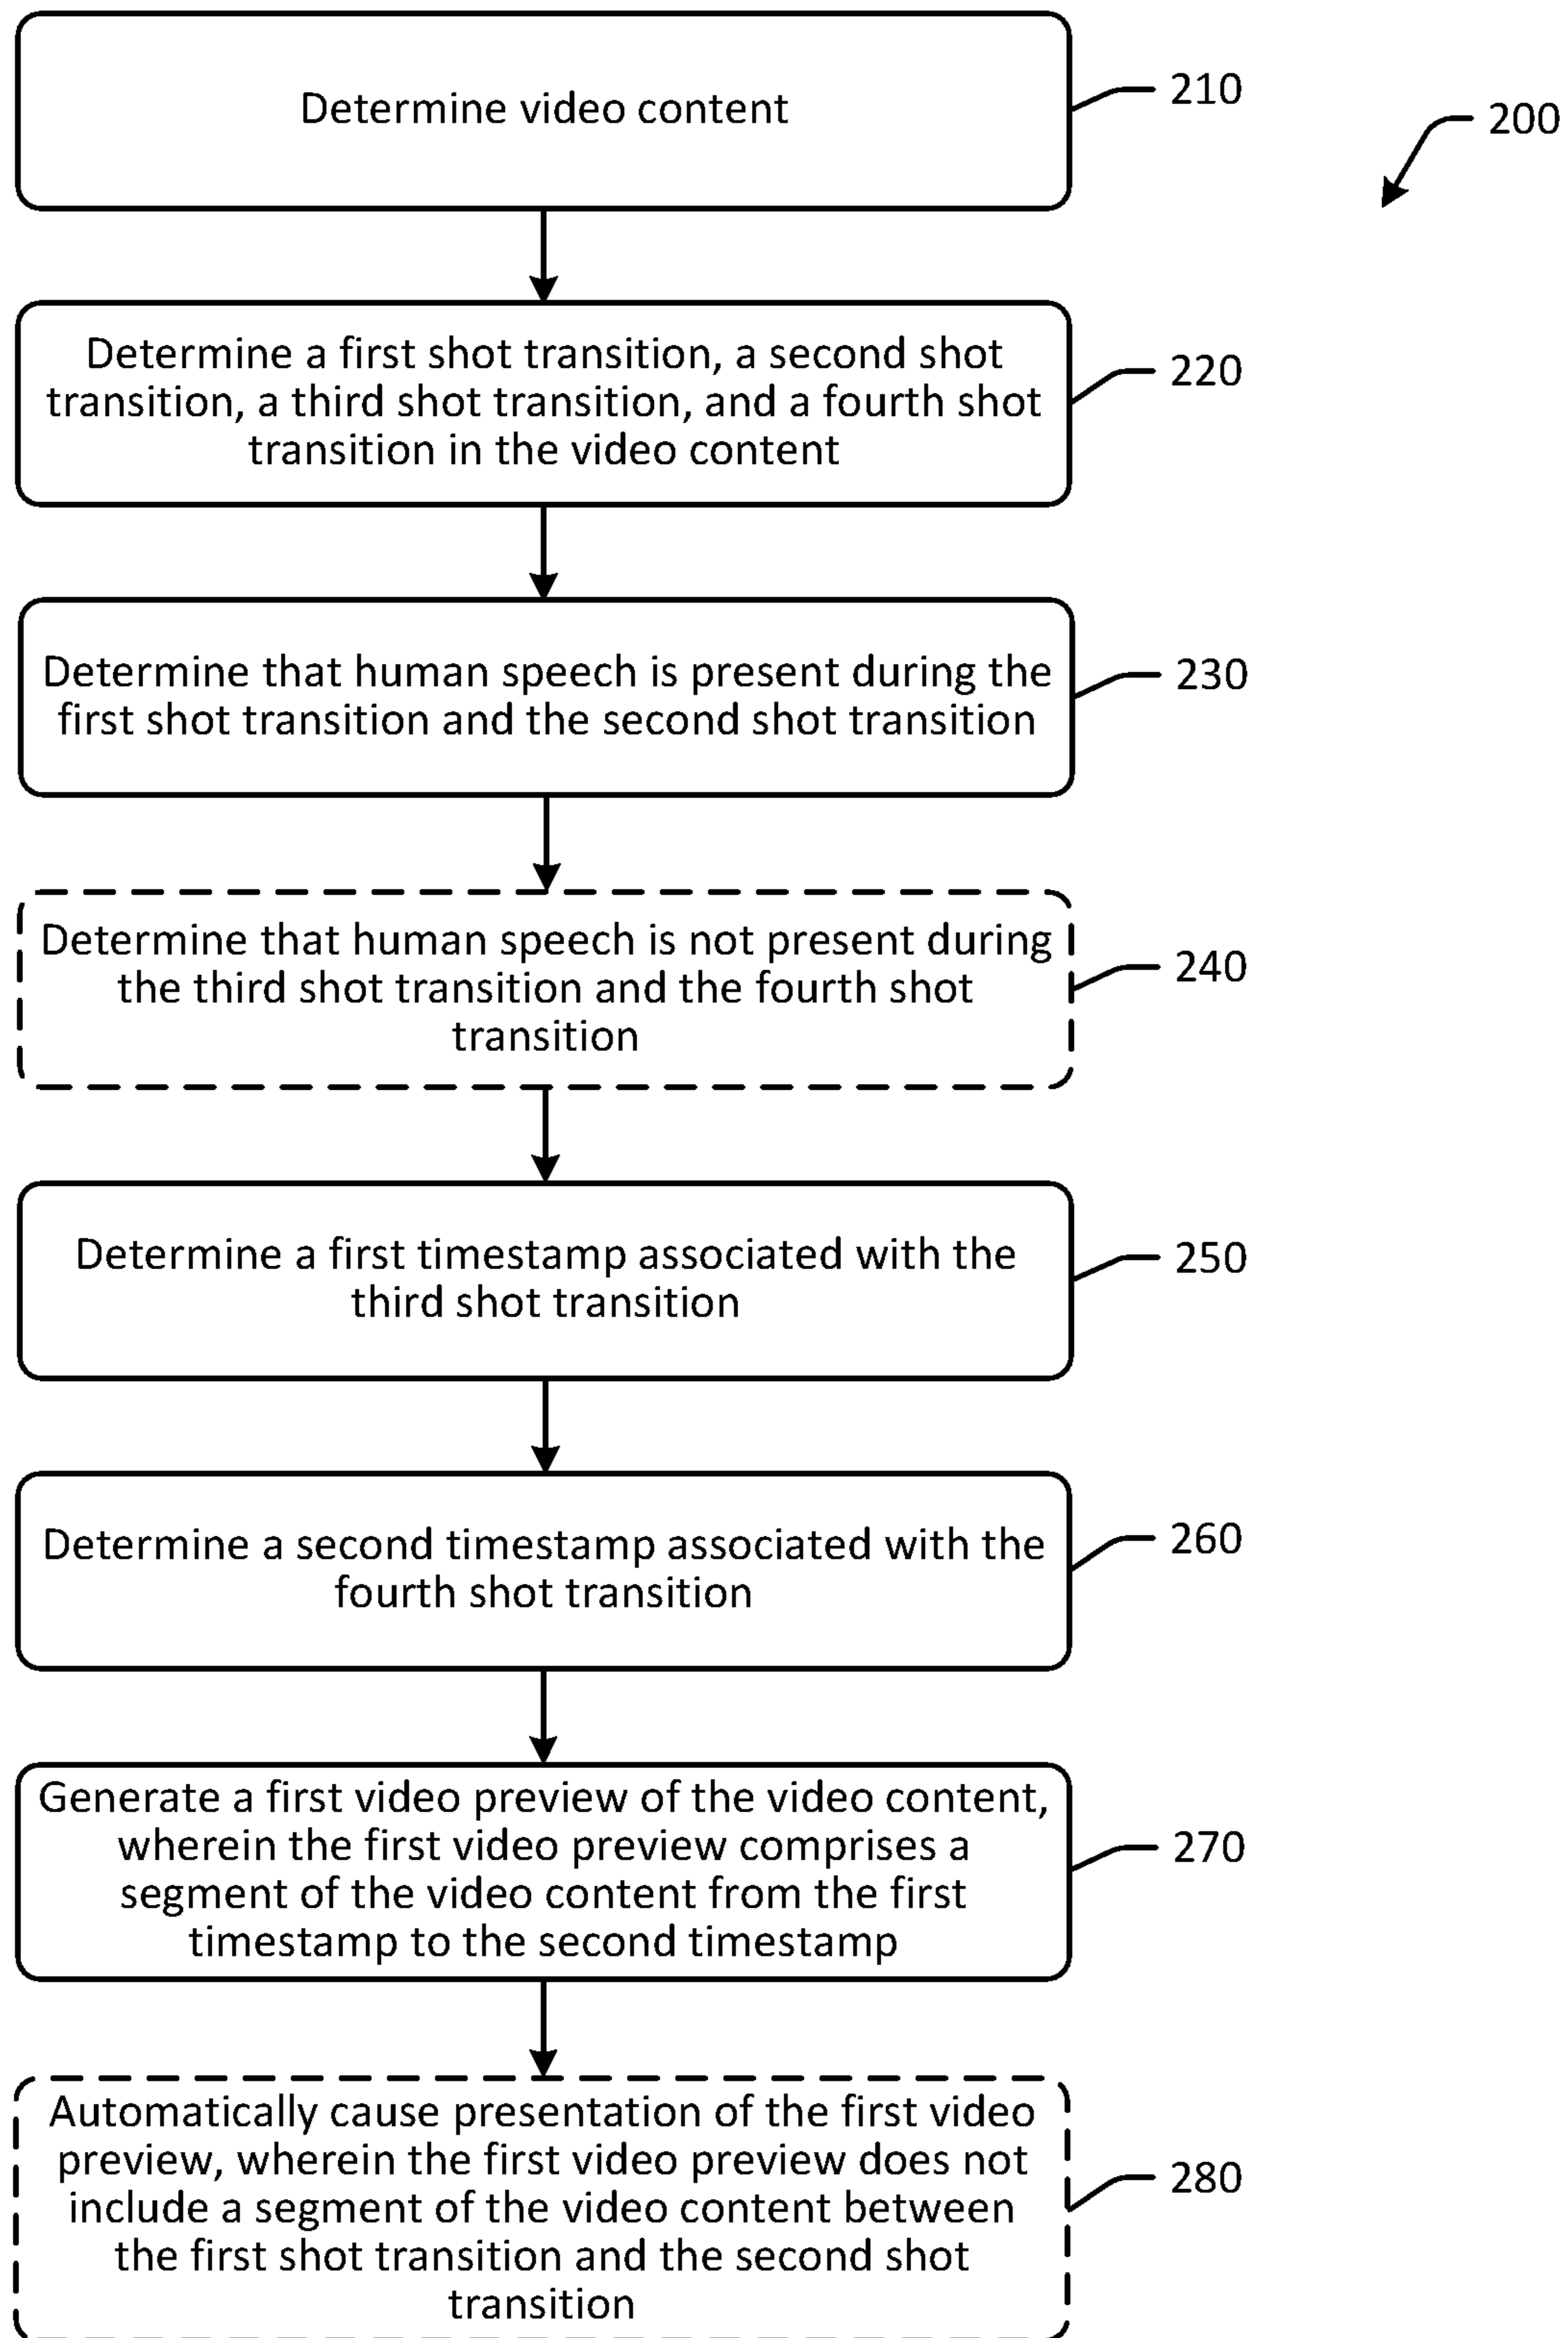 Determine video content
210
200
Determine a first shot transition, a second shot
transition, a third shot transition, and a fourth shot
transition in the video content
220
Determine that human speech is present during the
first shot transition and the second shot transition
230
Determine that human speech is not present during
the third shot transition and the fourth shot
transition
240
Determine a first timestamp associated with the
third shot transition
250
Determine a second timestamp associated with the
fourth shot transition
260
Generate a first video preview of the video content,
wherein the first video preview comprises a
segment of the video content from the first
timestamp to the second timestamp
270
Automatically cause presentation of the first video
preview, wherein the first video preview does not
include a segment of the video content between
the first shot transition and the second shot
transition
280